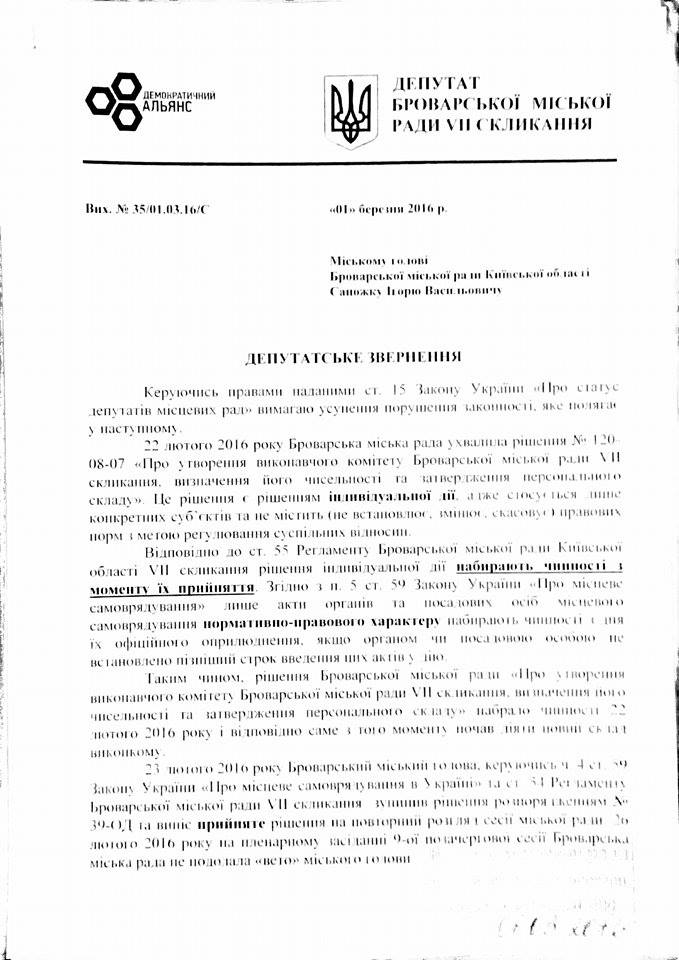 ДЕМОКРАТИЧНИЙ
АЛЬЯНС
ДЕПУТАТ
БРОВАРСЬКОЇ МІСЬКОЇ
РАДИ VII СКЛИКАННЯ
Вих. № 35/01.03.16/С
«01» березня 2016 р.
Міському голові
Броварської міської ради Київської області
Сапожку Ігорю Васильовичу
ДЕПУТАТСЬКЕ ЗВЕРНЕННЯ
Керуючись правами наданими ст. 15 Закону України «Про статус
депутатів місцевих рад» вимагаю усунення порушення законності, яке полягає
у наступному.
22 лютого 2016 року Броварська міська рада ухвалила рішення № 120-
08-07 «Про утворення виконавчого комітету Броварської міської ради VII
скликання, визначення його чисельності та затвердження персонального
складу». Це рішення є рішенням індивідуальної дії, адже стосується лише
конкретних суб'єктів та не містить (не встановлює, змінює, скасовує) правових
норм з метою регулювання суспільних відносин.
Відповідно до ст. 55 Регламенту Броварської міської ради Київської
області VII скликання рішення індивідуальної дії набирають чинності з
моменту їх прийняття. Згідно з п. 5 ст. 59 Закону України «Про місцеве
самоврядування» лише акти органів та посадових осіб місцевого
самоврядування нормативно-правового характеру набирають чинності з дня
їх офіційного оприлюднення, якщо органом чи посадовою особою не
встановлено пізніший строк введення цих актів у дію.
Таким чином, рішення Броварської міської ради «Про утворення
виконавчого комітету Броварської міської ради VII скликання, визначення його
чисельності та затвердження персонального складу» набрало чинності 22
лютого 2016 року і відповідно саме з того моменту почав діяти новий склад
виконкому.
23 лютого 2016 року Броварський міський голова, керуючись ч. 4 ст. 59
Закону України «Про місцеве самоврядування в Україні» та ст. 54 Регламенту
Броварської міської ради VII скликання зупинив рішення розпорядженням №
39-ОД та виніс прийняте рішення на повторний розгляд сесії міської ради. 26
лютого 2016 року на пленарному засіданні 9-ої позачергової сесії Броварська
міська рада не подолала «вето» міського голови